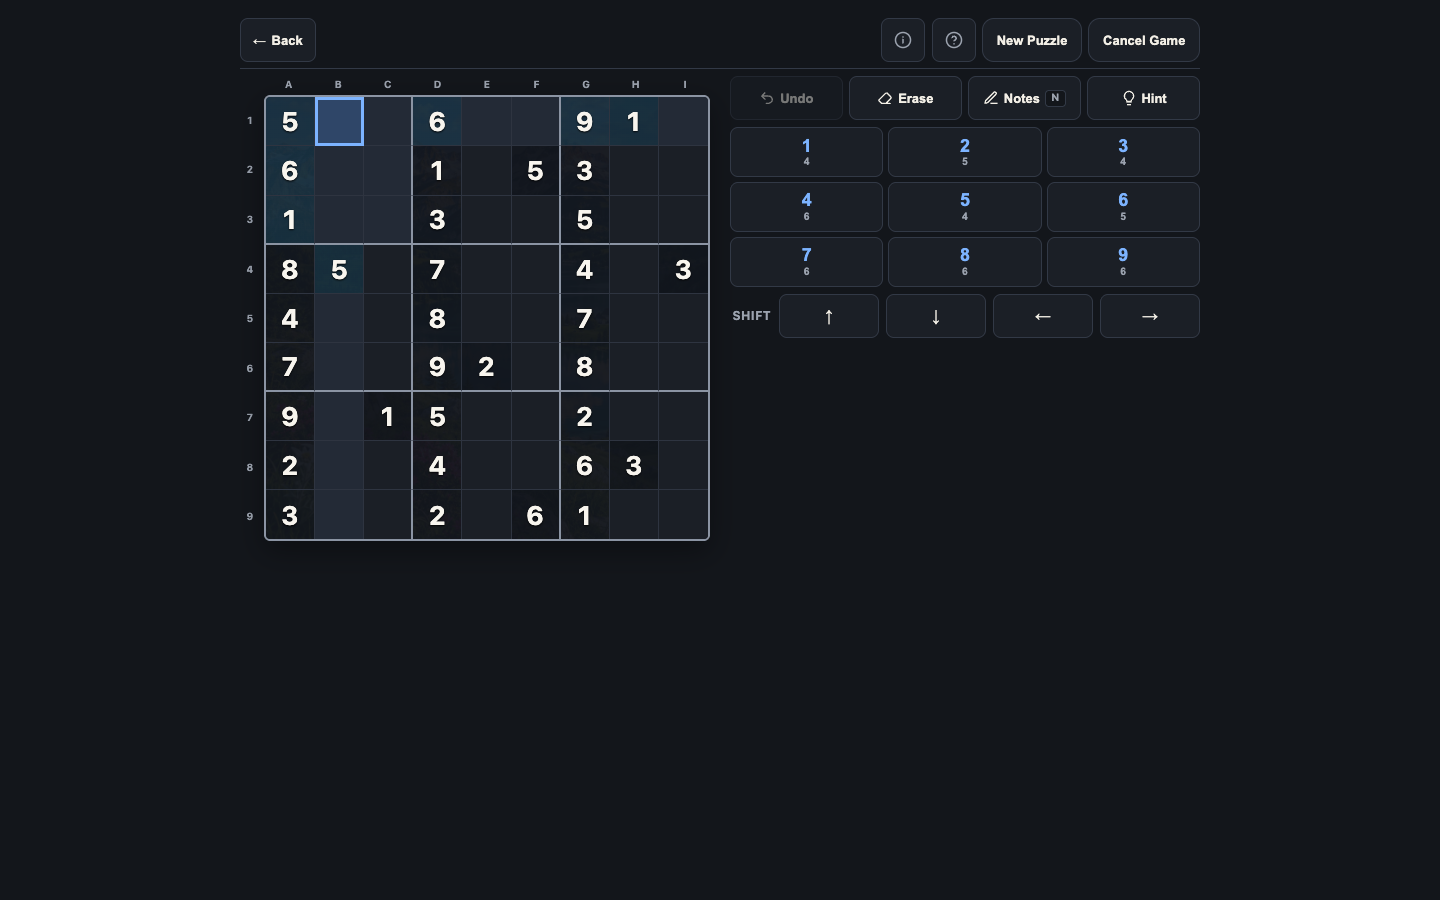 ← Back
New Puzzle
Cancel Game
A B C D E F G H I
1 5 6 9 1
2 6 1 5 3
3 1 3 5
4 8 5 7 4 3
5 4 8 7
6 7 9 2 8
7 9 1 5 2
8 2 4 6 3
9 3 2 6 1
Undo Erase Notes N Hint
1 2 3
4 5 4
4 5 6
6 4 5
7 8 9
6 6 6
SHIFT ↑ ↓ ← →